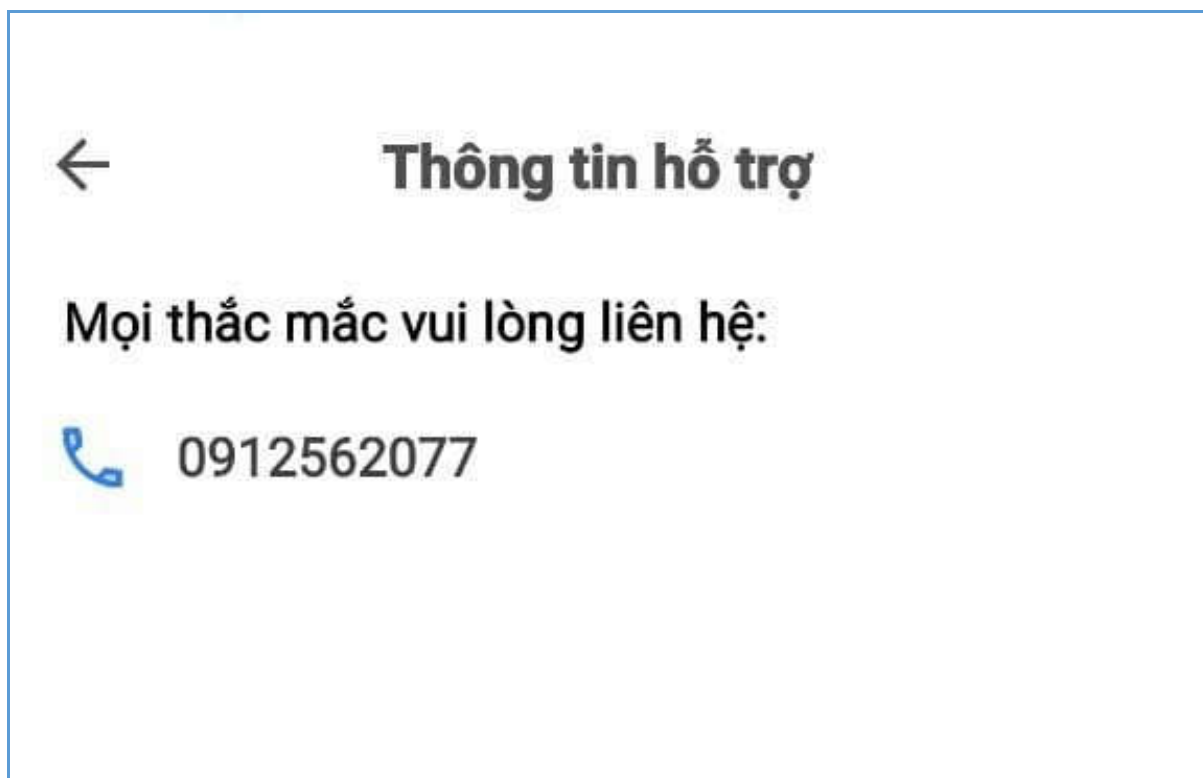 Thông tin hỗ trợ
Mọi thắc mắc vui lòng liên hệ:
0912562077